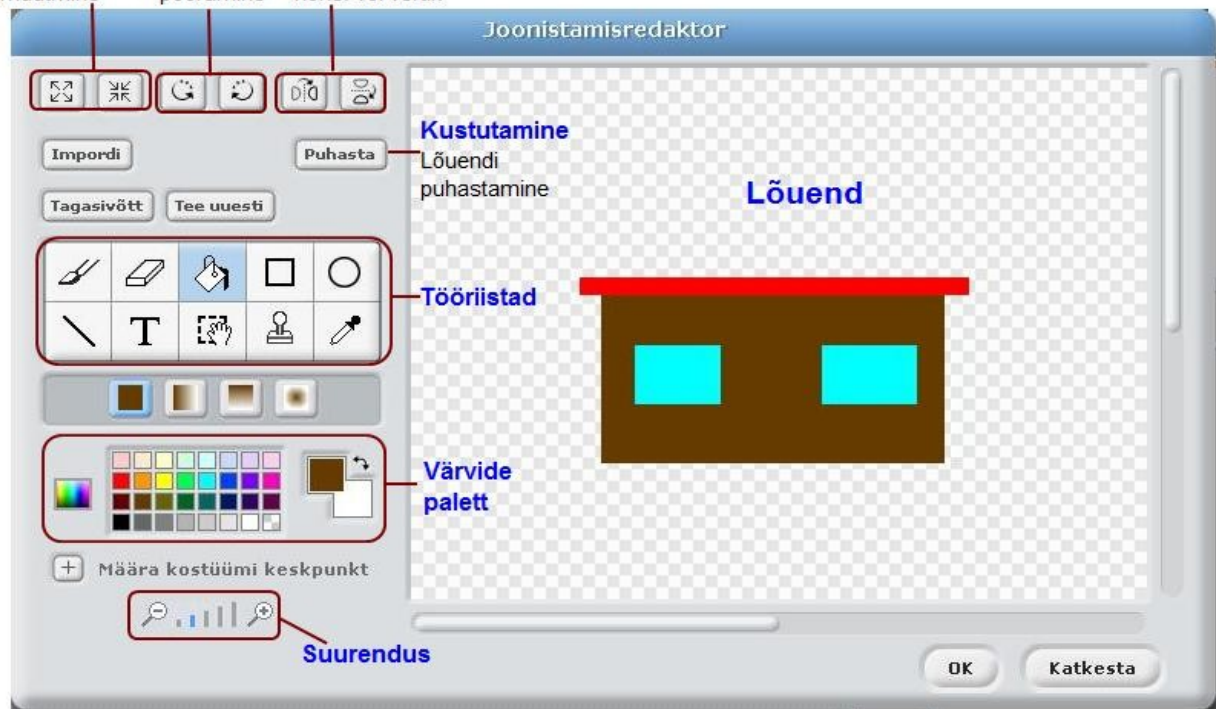 pööramine
Joonistamisredaktor
Impordi
Puhasta
Kustutamine
Lõuendi
puhastamine
Lõuend
Tagasivõtt
Tee uuesti
T
Tööriistad
Värvide
palett
Määra kostüümi keskpunkt
Suurendus
OK
Katkesta